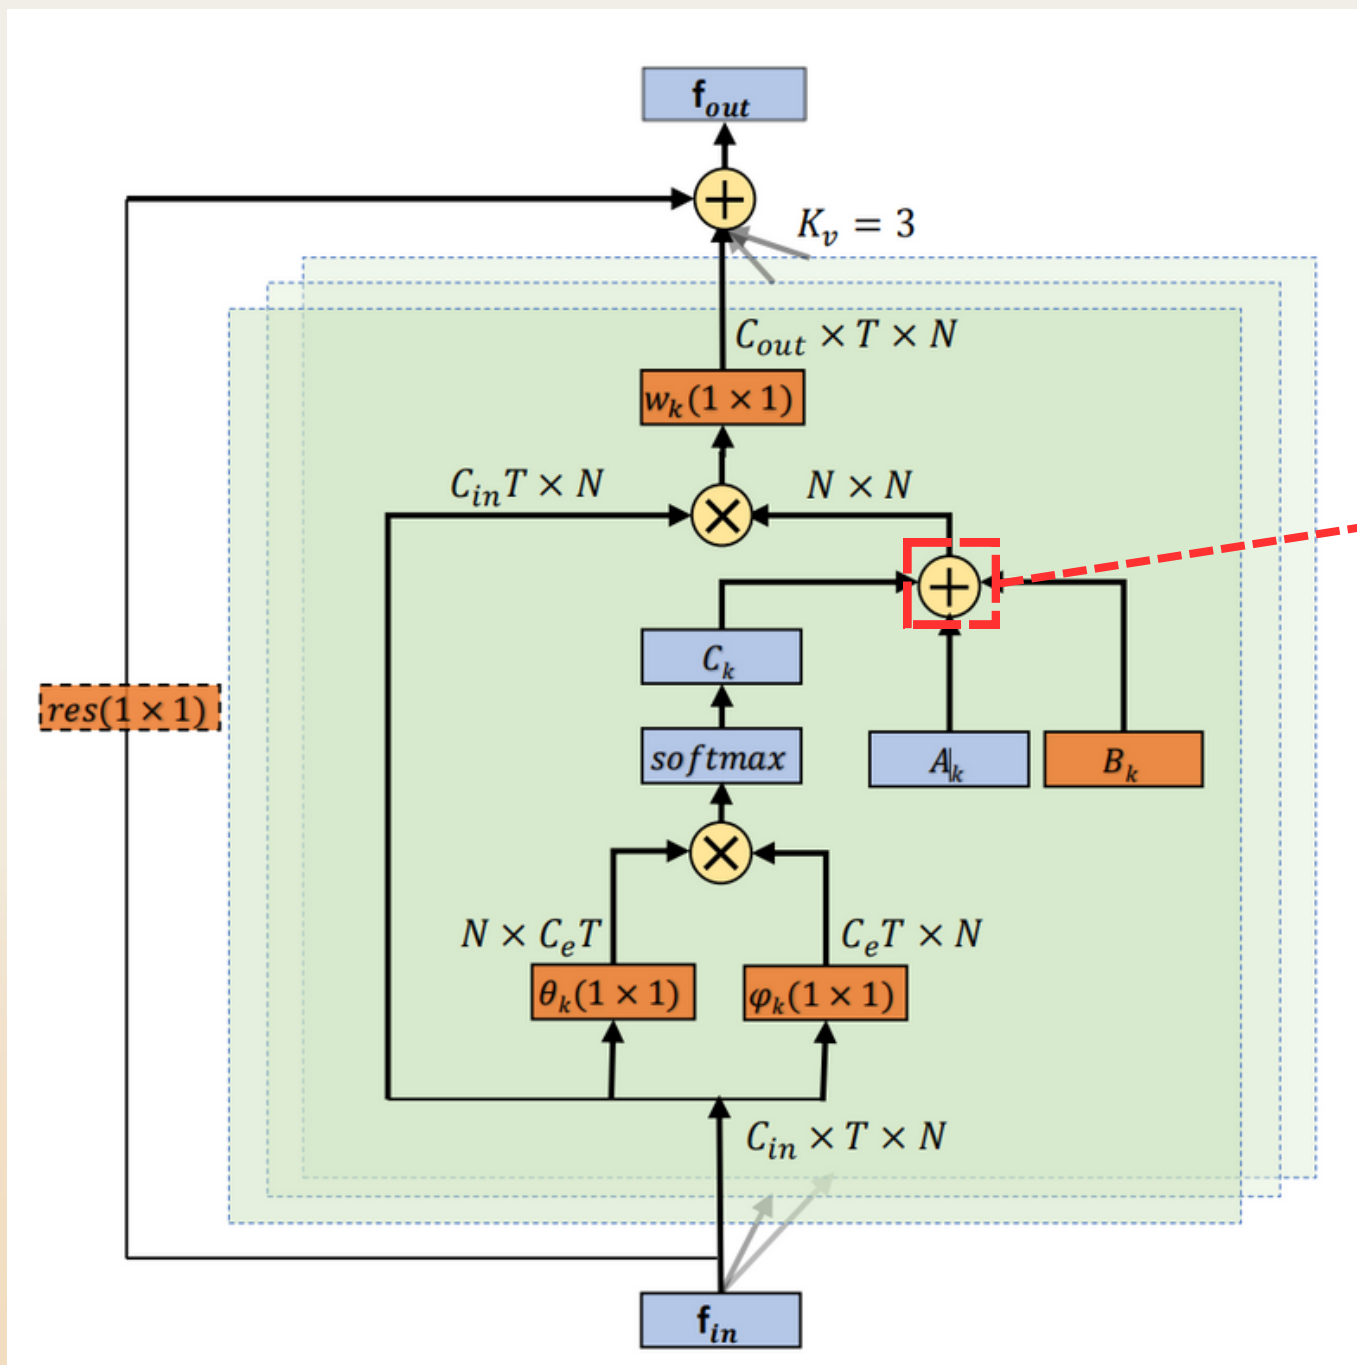 f_out
K_v = 3
C_out × T × N
w_k(1 × 1)
C_in T × N
N × N
C_k
res(1 × 1)
softmax
A_k
B_k
N × C_e T
C_e T × N
θ_k(1 × 1)
φ_k(1 × 1)
C_in × T × N
f_in